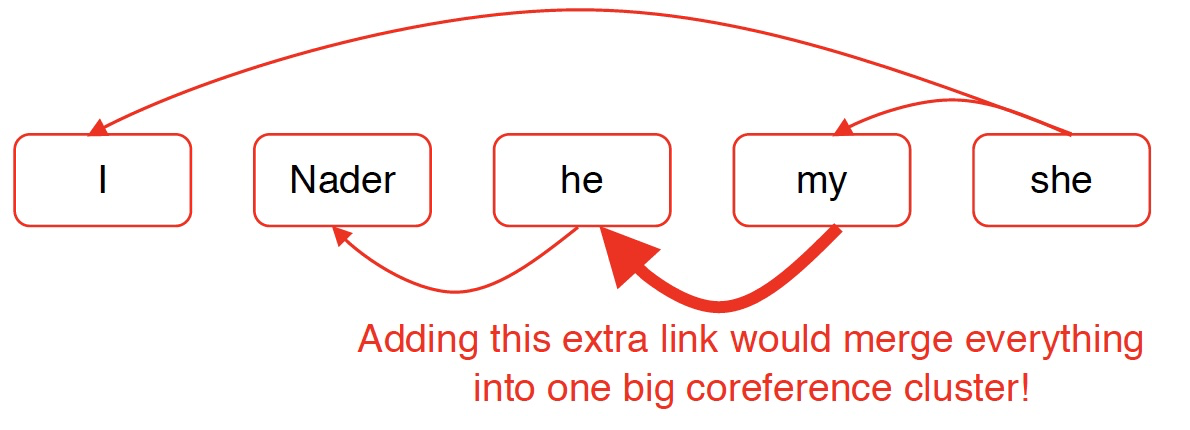 I
Nader
he
my
she
Adding this extra link would merge everything
into one big coreference cluster!